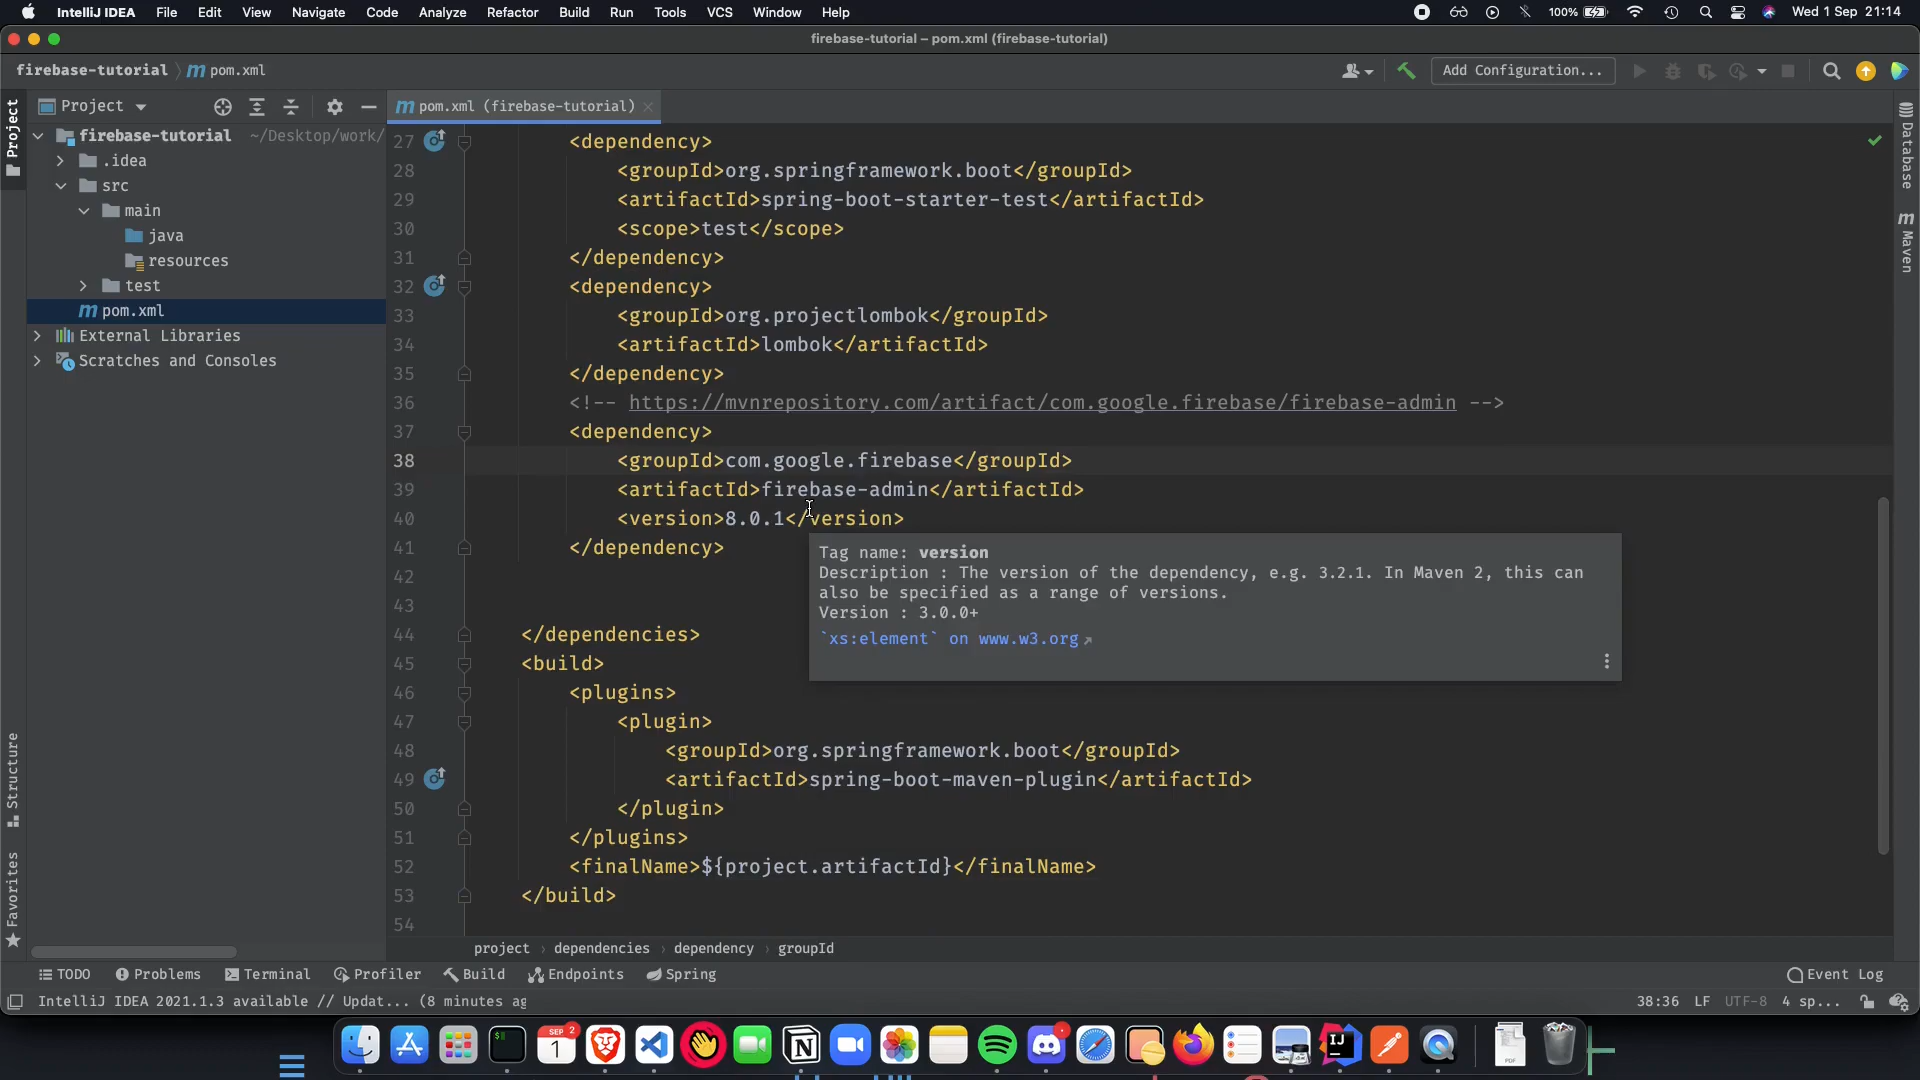 IntelliJ IDEA File Edit View Navigate Code Analyze Refactor Build Run Tools VCS Window Help 100% Wed 1 Sep 21:14
firebase-tutorial – pom.xml (firebase-tutorial)
firebase-tutorial m pom.xml Add Configuration...
Project
Project
m pom.xml (firebase-tutorial)
firebase-tutorial ~/Desktop/work/
.idea
src
main
java
resources
test
m pom.xml
External Libraries
Scratches and Consoles
27 <dependency>
28 <groupId>org.springframework.boot</groupId>
29 <artifactId>spring-boot-starter-test</artifactId>
30 <scope>test</scope>
31 </dependency>
32 <dependency>
33 <groupId>org.projectlombok</groupId>
34 <artifactId>lombok</artifactId>
35 </dependency>
36 <!-- https://mvnrepository.com/artifact/com.google.firebase/firebase-admin -->
37 <dependency>
38 <groupId>com.google.firebase</groupId>
39 <artifactId>firebase-admin</artifactId>
40 <version>8.0.1</version>
41 </dependency>
42
43
44 </dependencies>
45 <build>
46 <plugins>
47 <plugin>
48 <groupId>org.springframework.boot</groupId>
49 <artifactId>spring-boot-maven-plugin</artifactId>
50 </plugin>
51 </plugins>
52 <finalName>${project.artifactId}</finalName>
53 </build>
54
Tag name: version
Description : The version of the dependency, e.g. 3.2.1. In Maven 2, this can
also be specified as a range of versions.
Version : 3.0.0+
`xs:element` on www.w3.org
Database
m Maven
Structure
Favorites
project dependencies dependency groupId
TODO Problems Terminal Profiler Build Endpoints Spring Event Log
IntelliJ IDEA 2021.1.3 available // Updat... (8 minutes ag 38:36 LF UTF-8 4 sp...
SEP 2
1
IJ
PDF